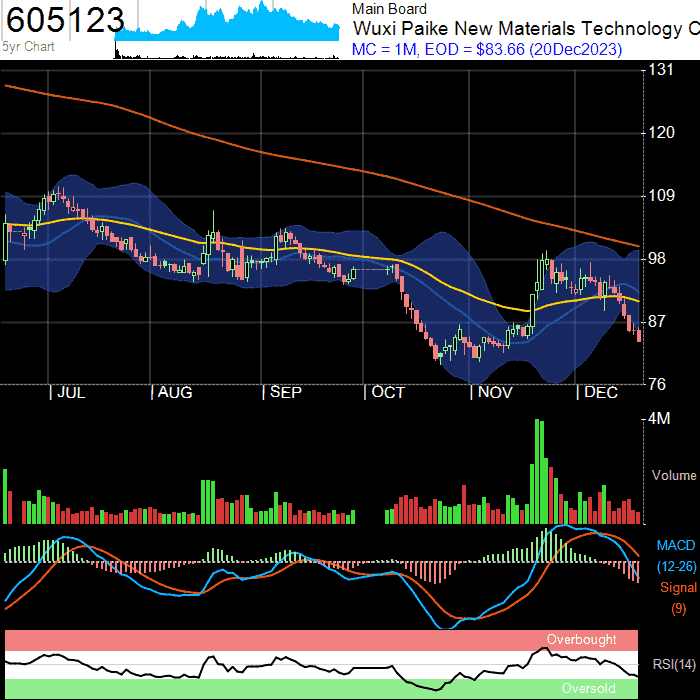 605123
5yr Chart
Main Board
Wuxi Paike New Materials Technology C
MC = 1M, EOD = $83.66 (20Dec2023)
131
120
109
98
87
76
JUL
AUG
SEP
OCT
NOV
DEC
4M
Volume
MACD
(12-26)
Signal
(9)
Overbought
RSI(14)
Oversold